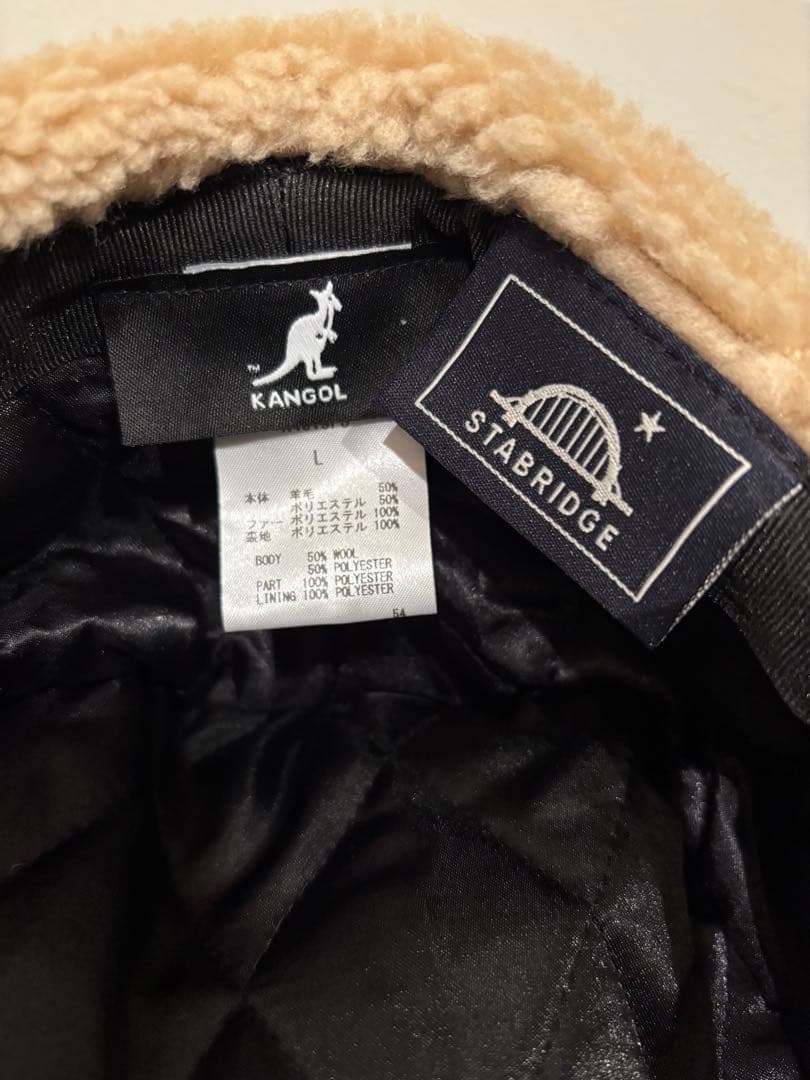 ™
KANGOL
STABRIDGE
L
本体 羊毛 50%
ポリエステル 50%
ファー ポリエステル 100%
裏地 ポリエステル 100%
BODY 50% WOOL
50% POLYESTER
PART 100% POLYESTER
LINING 100% POLYESTER
54